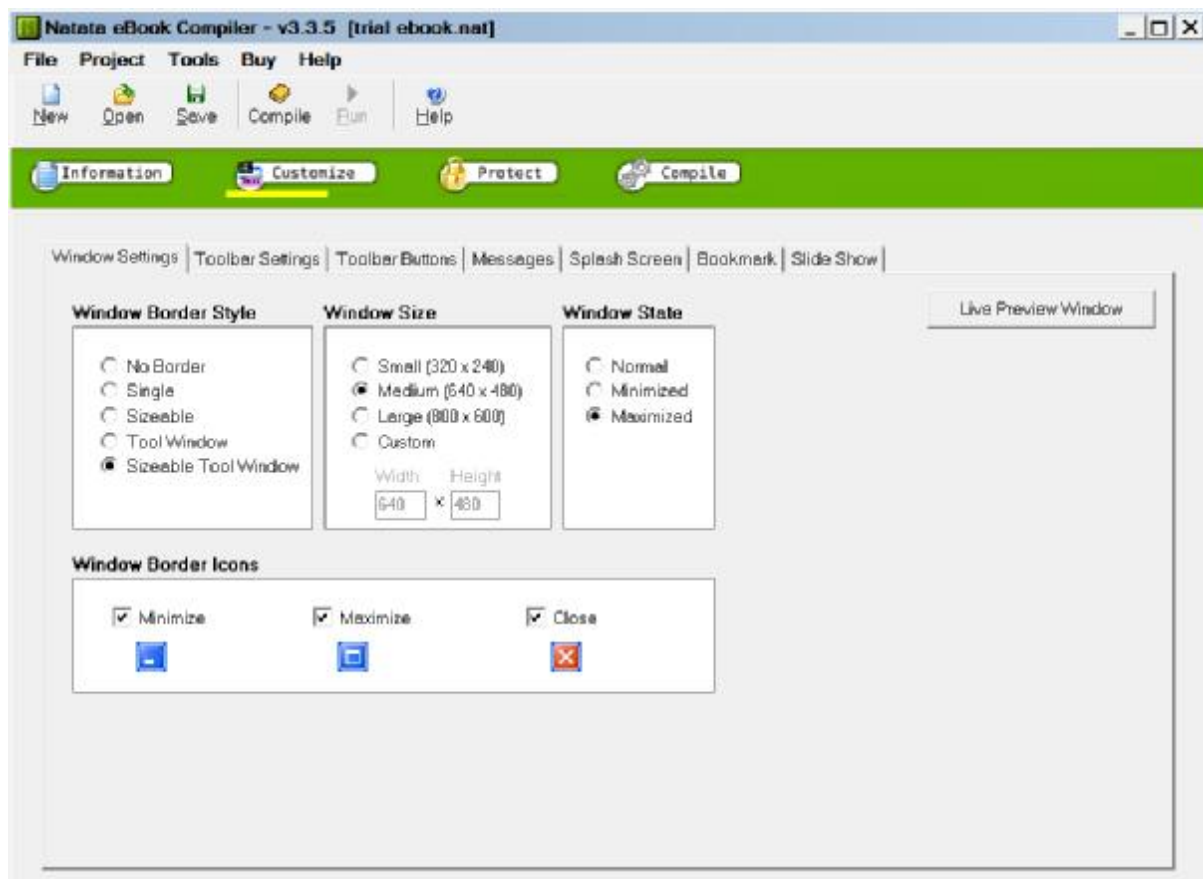 Natata eBook Compiler - v3.3.5 [trial ebook.nat]
File Project Tools Buy Help
New Open Save Compile Run Help
Information Customize Protect Compile
Window Settings Toolbar Settings Toolbar Buttons Messages Splash Screen Bookmark Slide Show
Live Preview Window
Window Border Style Window Size Window State
No Border Small (320 x 240) Normal
Single Medium (640 x 480) Minimized
Sizeable Large (800 x 600) Maximized
Tool Window Custom
Sizeable Tool Window
Width Height
640 x 480
Window Border Icons
Minimize Maximize Close